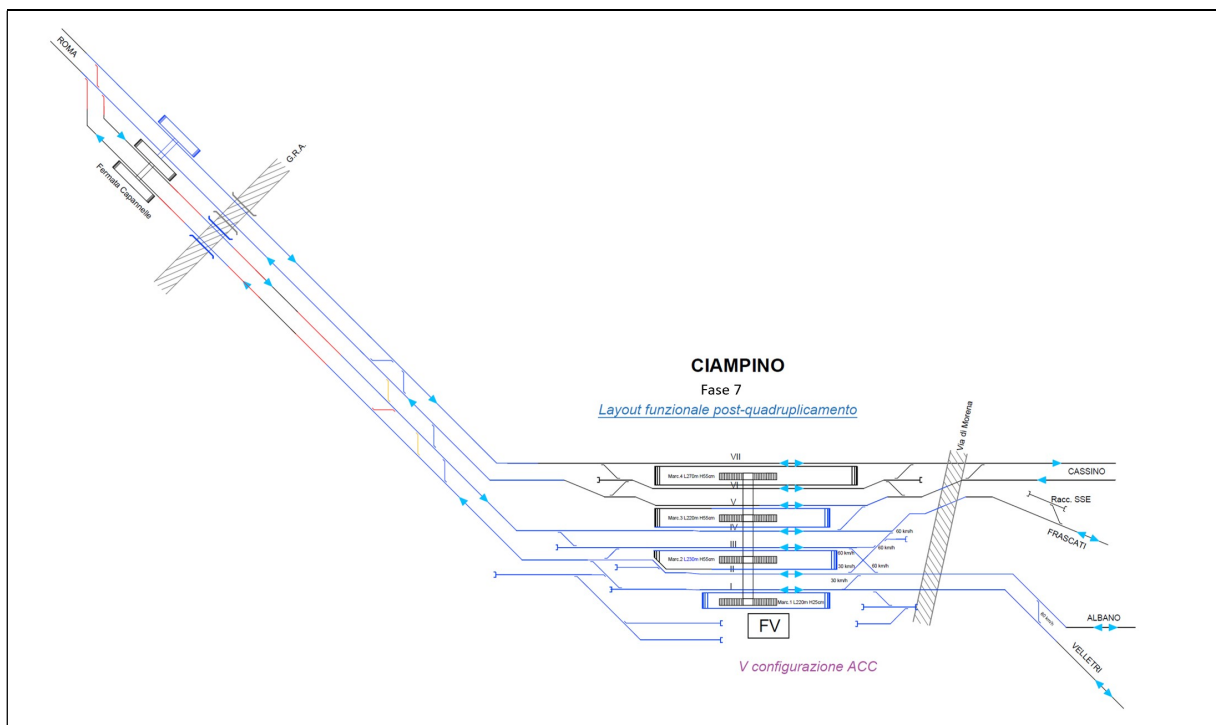 ROMA
G.R.A.
Fermata Capannelle
CIAMPINO
Fase 7
Layout funzionale post-quadruplicamento
Via di Morena
VII
CASSINO
Marc.4 L270m H55cm
VI
Racc. SSE
V
Marc.3 L220m H55cm
FRASCATI
IV
60 km/h
III
60 km/h
60 km/h
Marc.2 L230m H55cm
30 km/h
60 km/h
II
30 km/h
I
Marc.1 L220m H25cm
60 km/h
ALBANO
FV
VELLETRI
V configurazione ACC